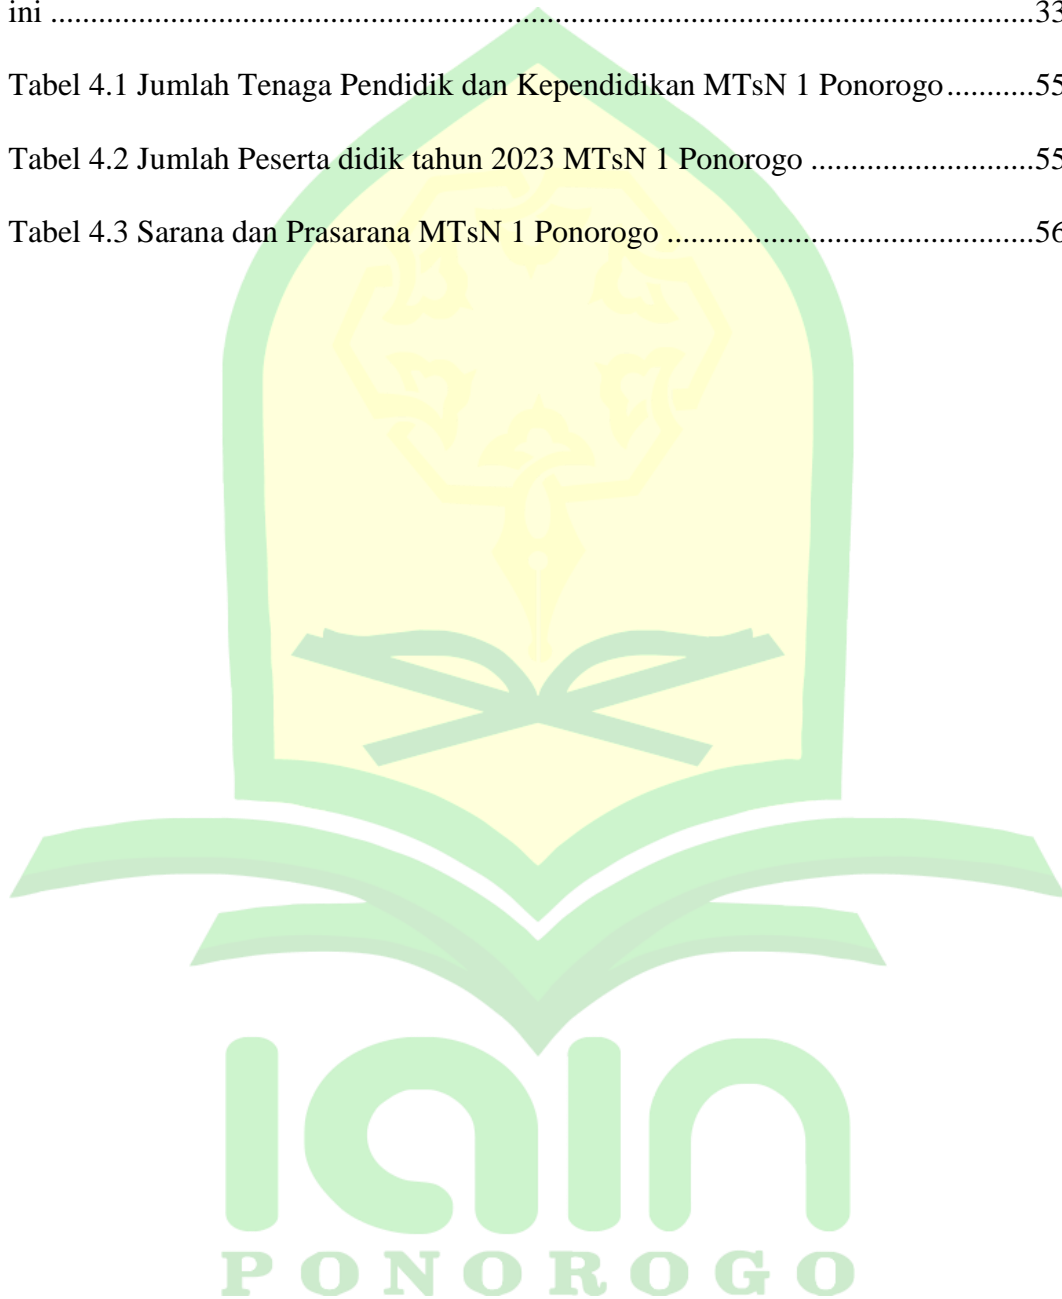 ini ............................................................................................................................33
Tabel 4.1 Jumlah Tenaga Pendidik dan Kependidikan MTsN 1 Ponorogo...........55
Tabel 4.2 Jumlah Peserta didik tahun 2023 MTsN 1 Ponorogo ............................55
Tabel 4.3 Sarana dan Prasarana MTsN 1 Ponorogo ..............................................56
iain
PONOROGO